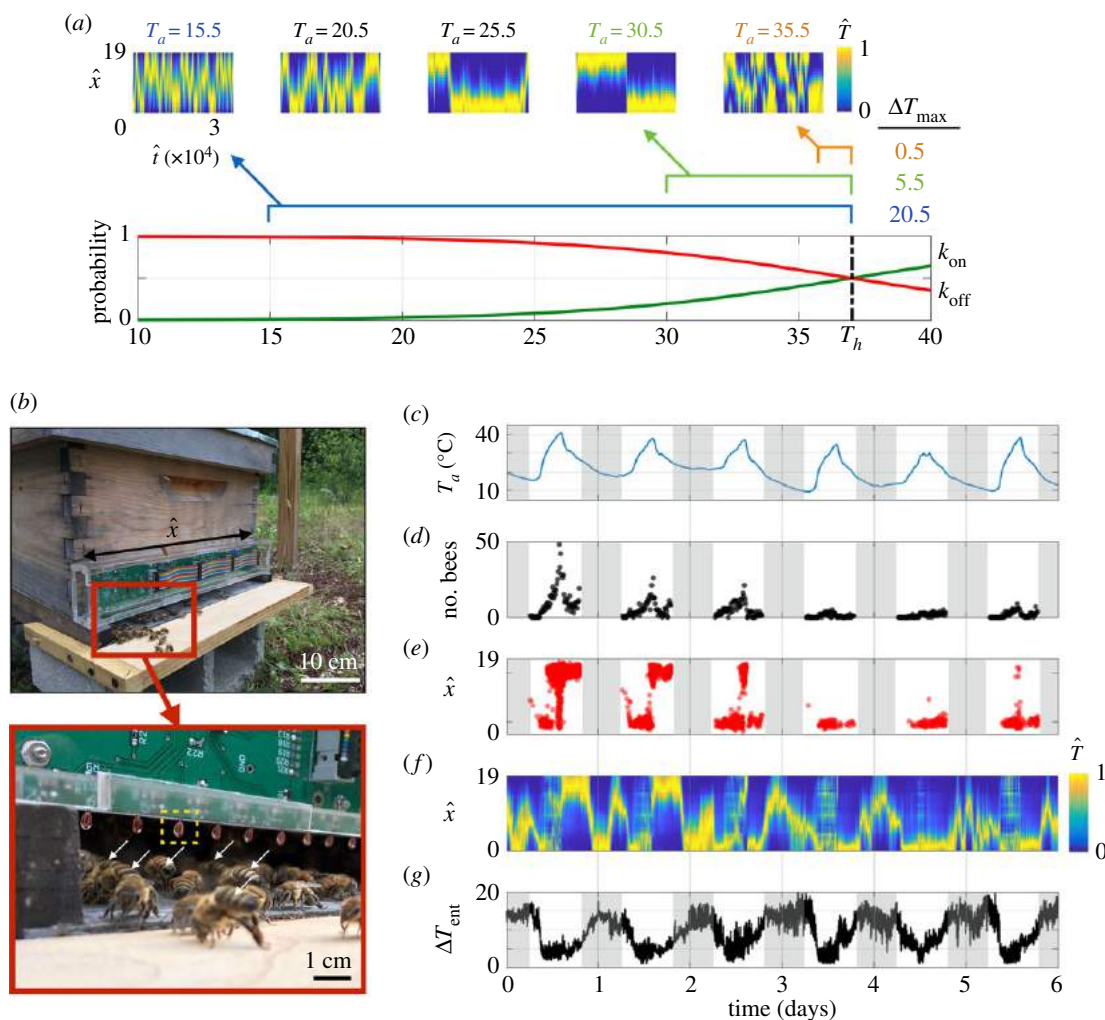 (a)
T_a = 15.5 T_a = 20.5 T_a = 25.5 T_a = 30.5 T_a = 35.5 T̂
19 1
x̂
0 3 0
t̂ (×10⁴)
ΔT_max
0.5
5.5
20.5
probability
1
0
k_on
k_off
10 15 20 25 30 35 T_h 40
(b)
x̂
10 cm
R22
1 cm
(c)
T_a (°C)
40
10
(d)
no. bees
50
0
(e)
x̂
19
0
(f)
x̂
19
0
T̂
1
0
(g)
ΔT_ent
20
0
0 1 2 3 4 5 6
time (days)